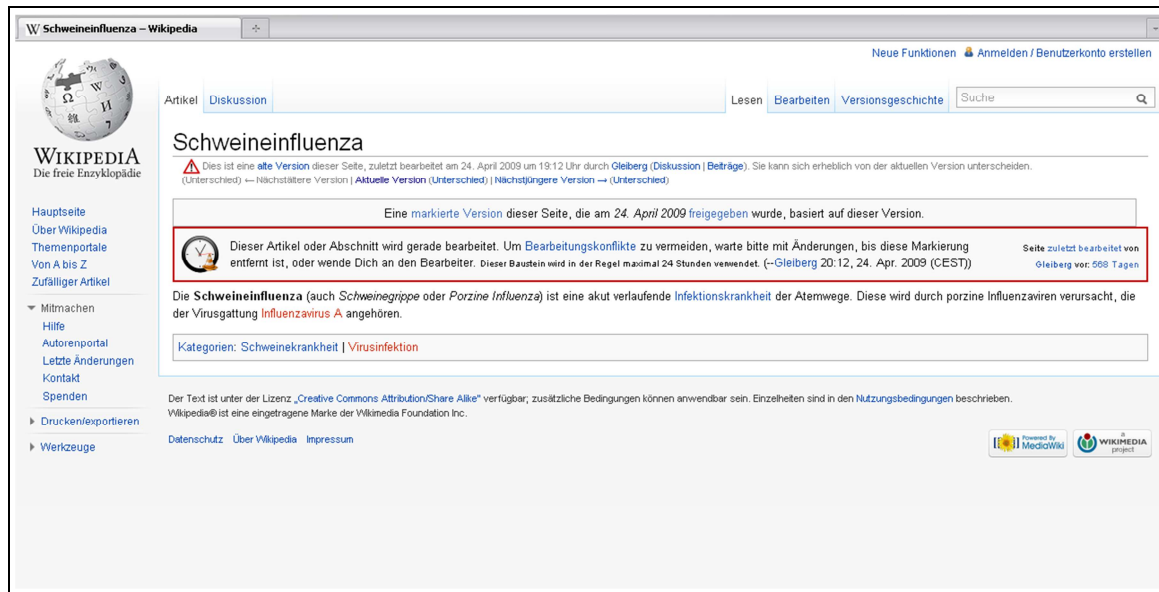 Schweineinfluenza – Wikipedia
Neue Funktionen Anmelden / Benutzerkonto erstellen
Artikel Diskussion Lesen Bearbeiten Versionsgeschichte Suche
WIKIPEDIA
Die freie Enzyklopädie
Hauptseite
Über Wikipedia
Themenportale
Von A bis Z
Zufälliger Artikel
Mitmachen
Hilfe
Autorenportal
Letzte Änderungen
Kontakt
Spenden
Drucken/exportieren
Werkzeuge
Schweineinfluenza
Dies ist eine alte Version dieser Seite, zuletzt bearbeitet am 24. April 2009 um 19:12 Uhr durch Gleiberg (Diskussion | Beiträge). Sie kann sich erheblich von der aktuellen Version unterscheiden.
(Unterschied) ← Nächstältere Version | Aktuelle Version (Unterschied) | Nächstjüngere Version → (Unterschied)
Eine markierte Version dieser Seite, die am 24. April 2009 freigegeben wurde, basiert auf dieser Version.
Dieser Artikel oder Abschnitt wird gerade bearbeitet. Um Bearbeitungskonflikte zu vermeiden, warte bitte mit Änderungen, bis diese Markierung
entfernt ist, oder wende Dich an den Bearbeiter. Dieser Baustein wird in der Regel maximal 24 Stunden verwendet. (--Gleiberg 20:12, 24. Apr. 2009 (CEST))
Seite zuletzt bearbeitet von
Gleiberg vor: 568 Tagen
Die Schweineinfluenza (auch Schweinegrippe oder Porzine Influenza) ist eine akut verlaufende Infektionskrankheit der Atemwege. Diese wird durch porzine Influenzaviren verursacht, die
der Virusgattung Influenzavirus A angehören.
Kategorien: Schweinekrankheit | Virusinfektion
Der Text ist unter der Lizenz „Creative Commons Attribution/Share Alike" verfügbar; zusätzliche Bedingungen können anwendbar sein. Einzelheiten sind in den Nutzungsbedingungen beschrieben.
Wikipedia® ist eine eingetragene Marke der Wikimedia Foundation Inc.
Datenschutz Über Wikipedia Impressum
Powered By
MediaWiki
a
WIKIMEDIA
project